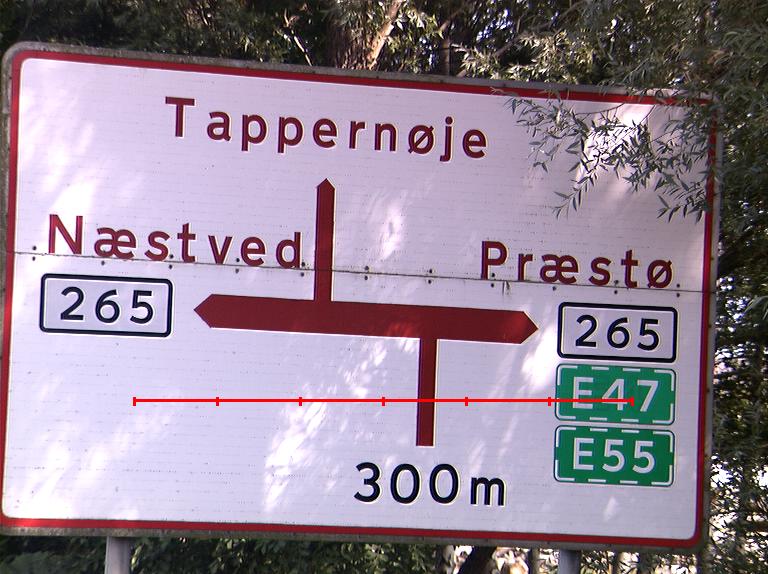 Tappernøje
Næstved
Præstø
265
265
E47
E55
300m